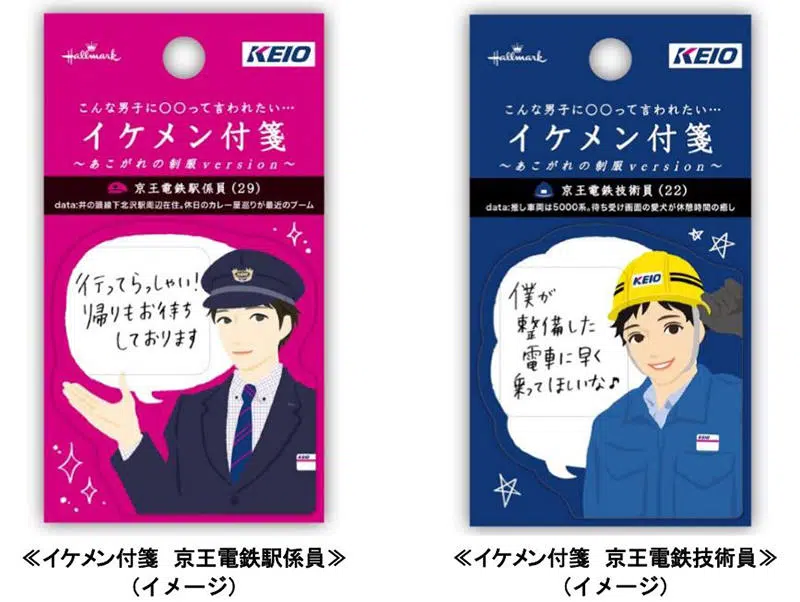 Hallmark
KEIO
こんな男子に○○って言われたい…
イケメン付箋
～あこがれの制服version～
京王電鉄駅係員(29)
data:井の頭線下北沢駅周辺在住。休日のカレー屋巡りが最近のブーム
行ってらっしゃい!
帰りもお待ち
しております
KEIO
≪イケメン付箋 京王電鉄駅係員≫
(イメージ)
Hallmark
KEIO
こんな男子に○○って言われたい…
イケメン付箋
～あこがれの制服version～
京王電鉄技術員(22)
data:推し車両は5000系。待ち受け画面の愛犬が休憩時間の癒し
KEIO
僕が
整備した
電車に早く
乗ってほしいな♪
KEIO
≪イケメン付箋 京王電鉄技術員≫
(イメージ)